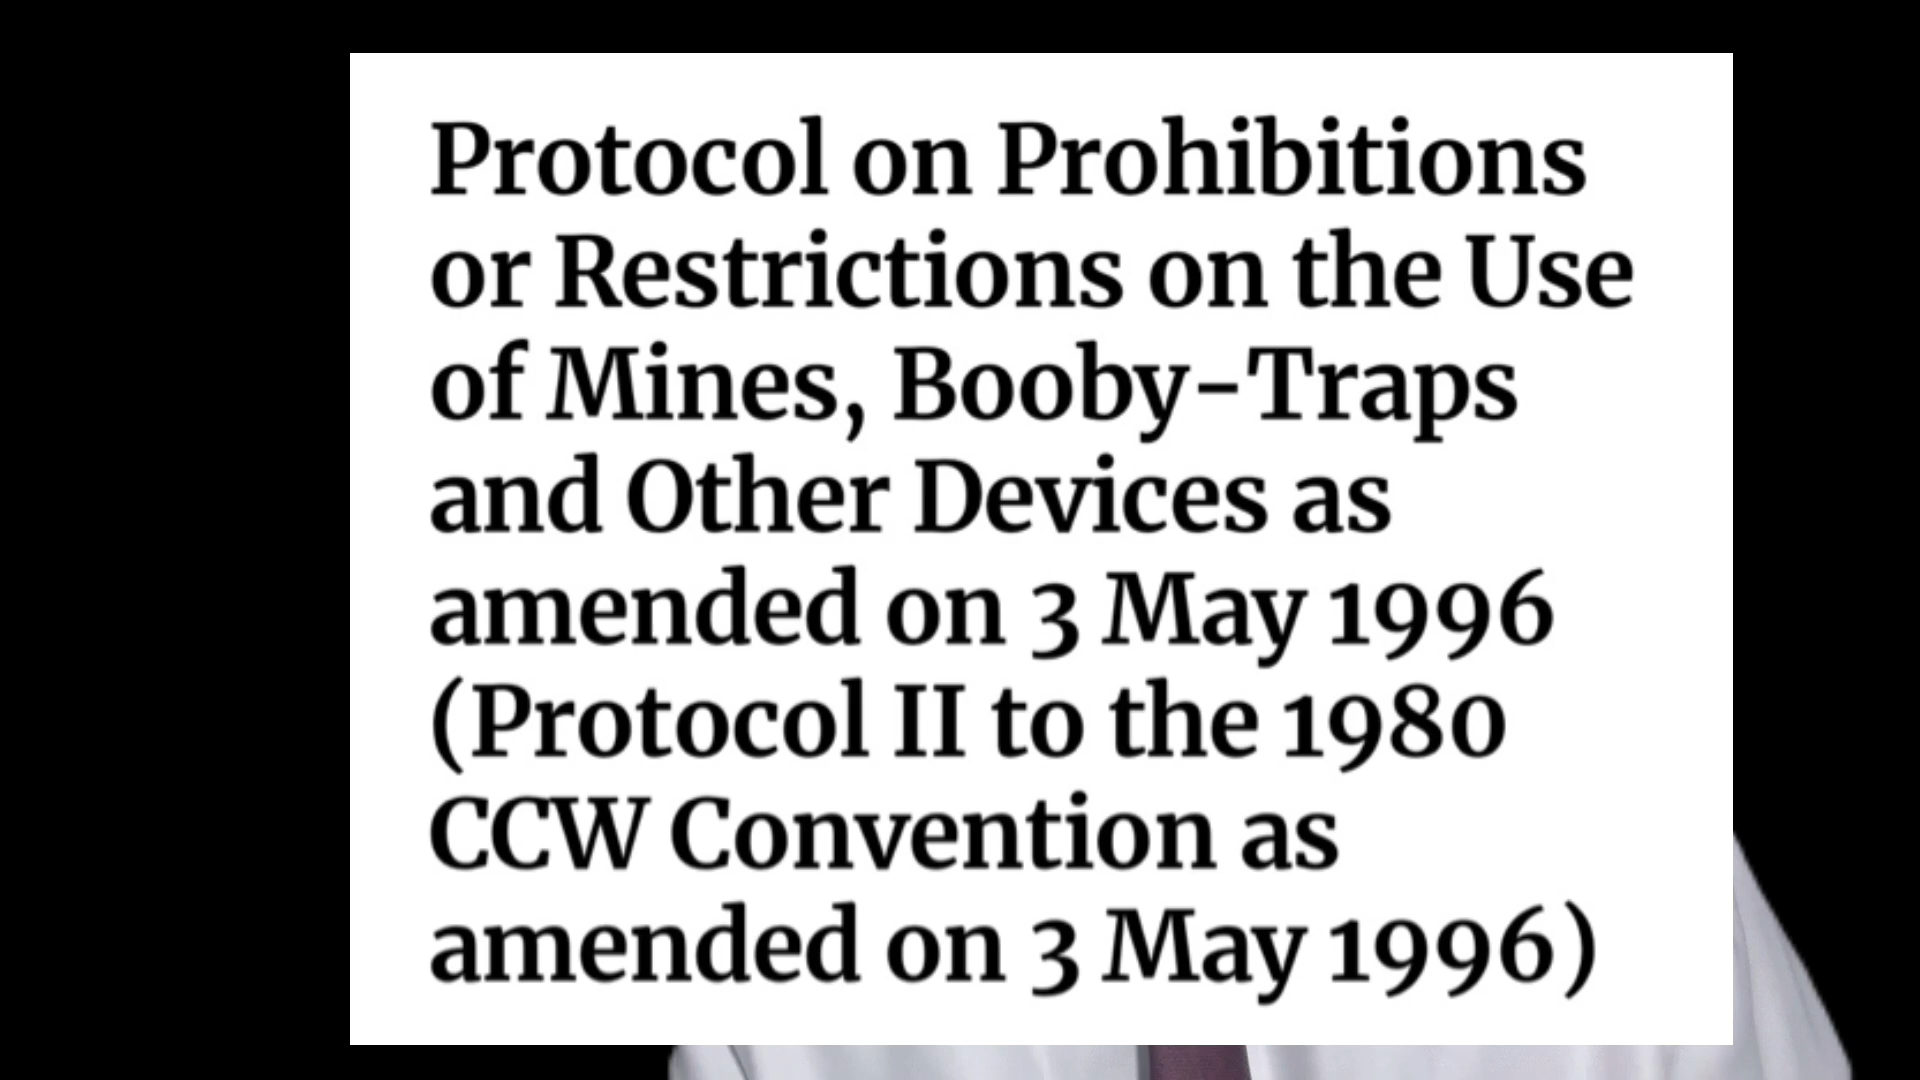 Protocol on Prohibitions
or Restrictions on the Use
of Mines, Booby-Traps
and Other Devices as
amended on 3 May 1996
(Protocol II to the 1980
CCW Convention as
amended on 3 May 1996)